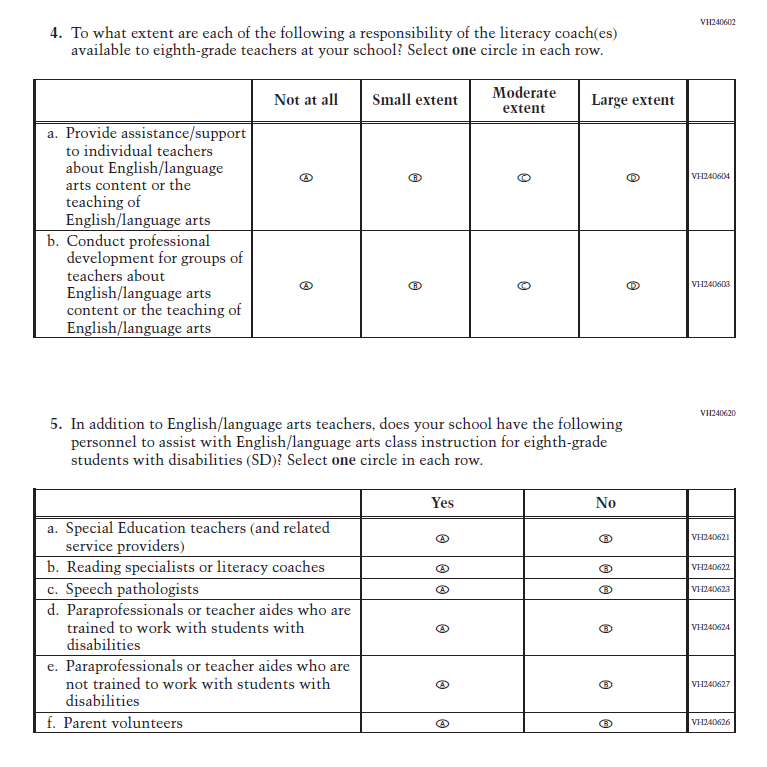 VH240602
4. To what extent are each of the following a responsibility of the literacy coach(es)
available to eighth-grade teachers at your school? Select one circle in each row.
Not at all Small extent Moderate extent Large extent
a. Provide assistance/support
to individual teachers
about English/language
arts content or the
teaching of
English/language arts
A B C D VH240604
b. Conduct professional
development for groups of
teachers about
English/language arts
content or the teaching of
English/language arts
A B C D VH240603
VH240620
5. In addition to English/language arts teachers, does your school have the following
personnel to assist with English/language arts class instruction for eighth-grade
students with disabilities (SD)? Select one circle in each row.
Yes No
a. Special Education teachers (and related
service providers)
A B VH240621
b. Reading specialists or literacy coaches A B VH240622
c. Speech pathologists A B VH240623
d. Paraprofessionals or teacher aides who are
trained to work with students with
disabilities
A B VH240624
e. Paraprofessionals or teacher aides who are
not trained to work with students with
disabilities
A B VH240627
f. Parent volunteers A B VH240626